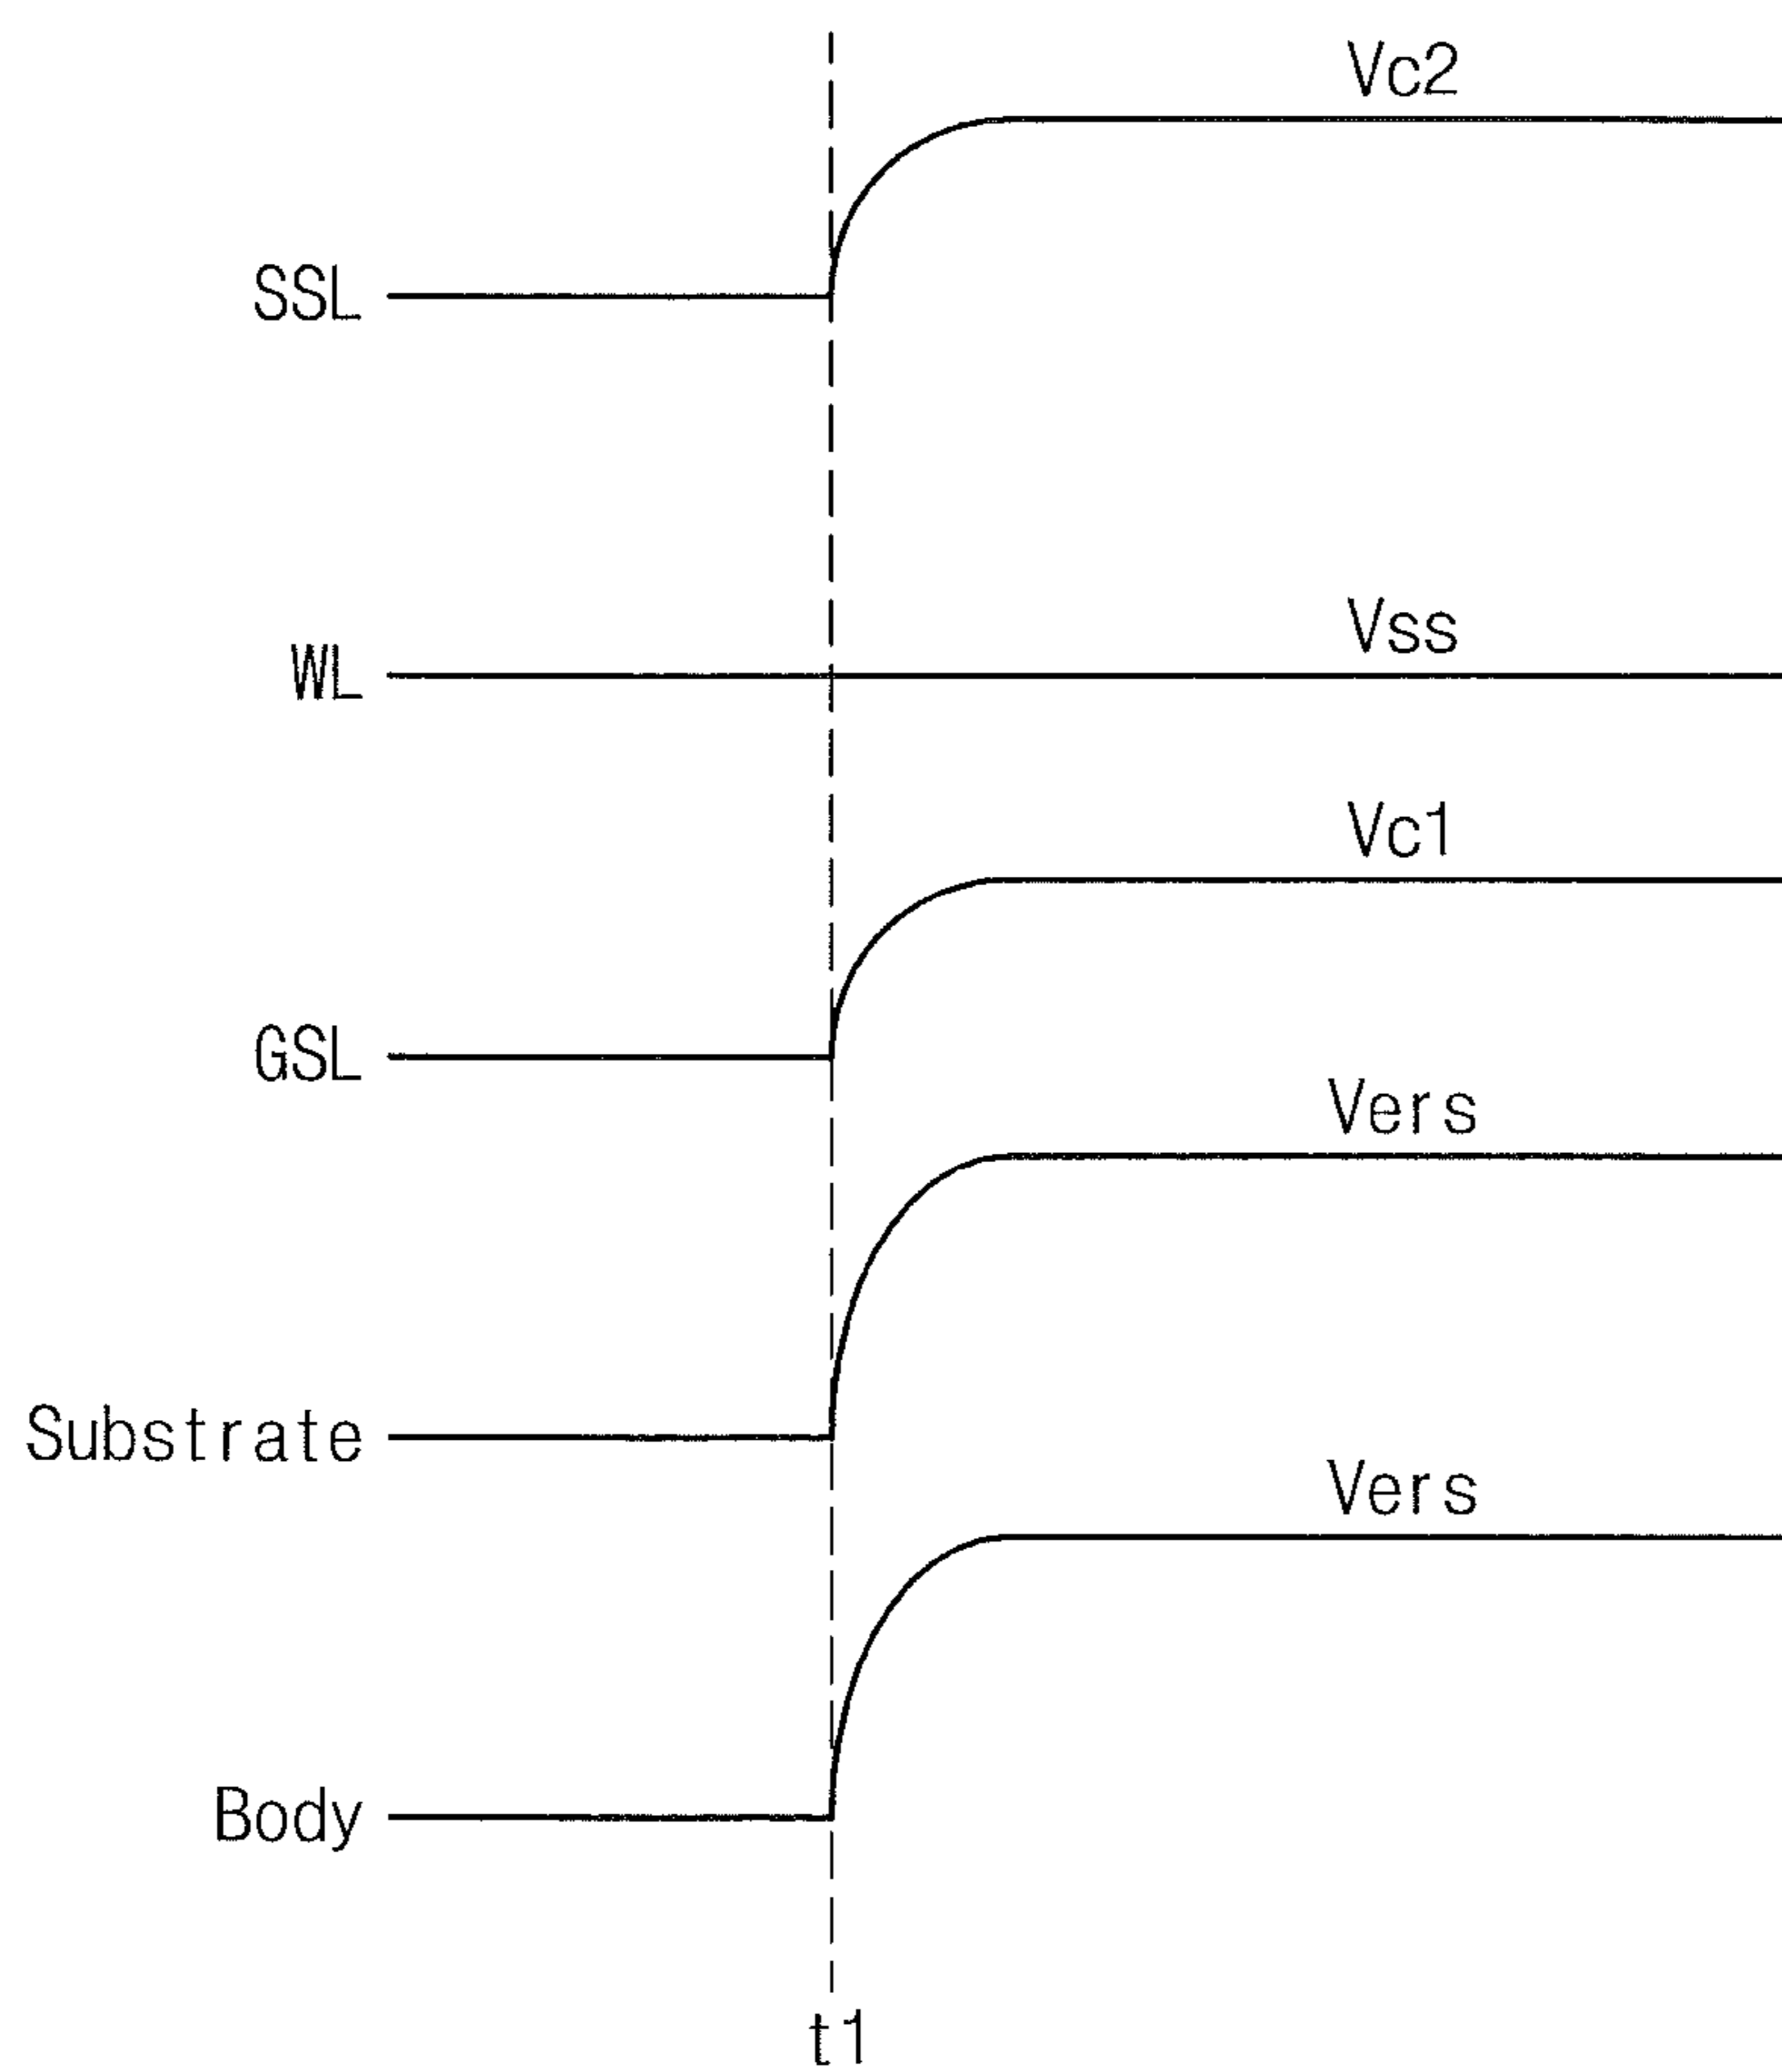 Vc2
SSL
Vss
WL
Vc1
GSL
Vers
Substrate
Vers
Body
t1